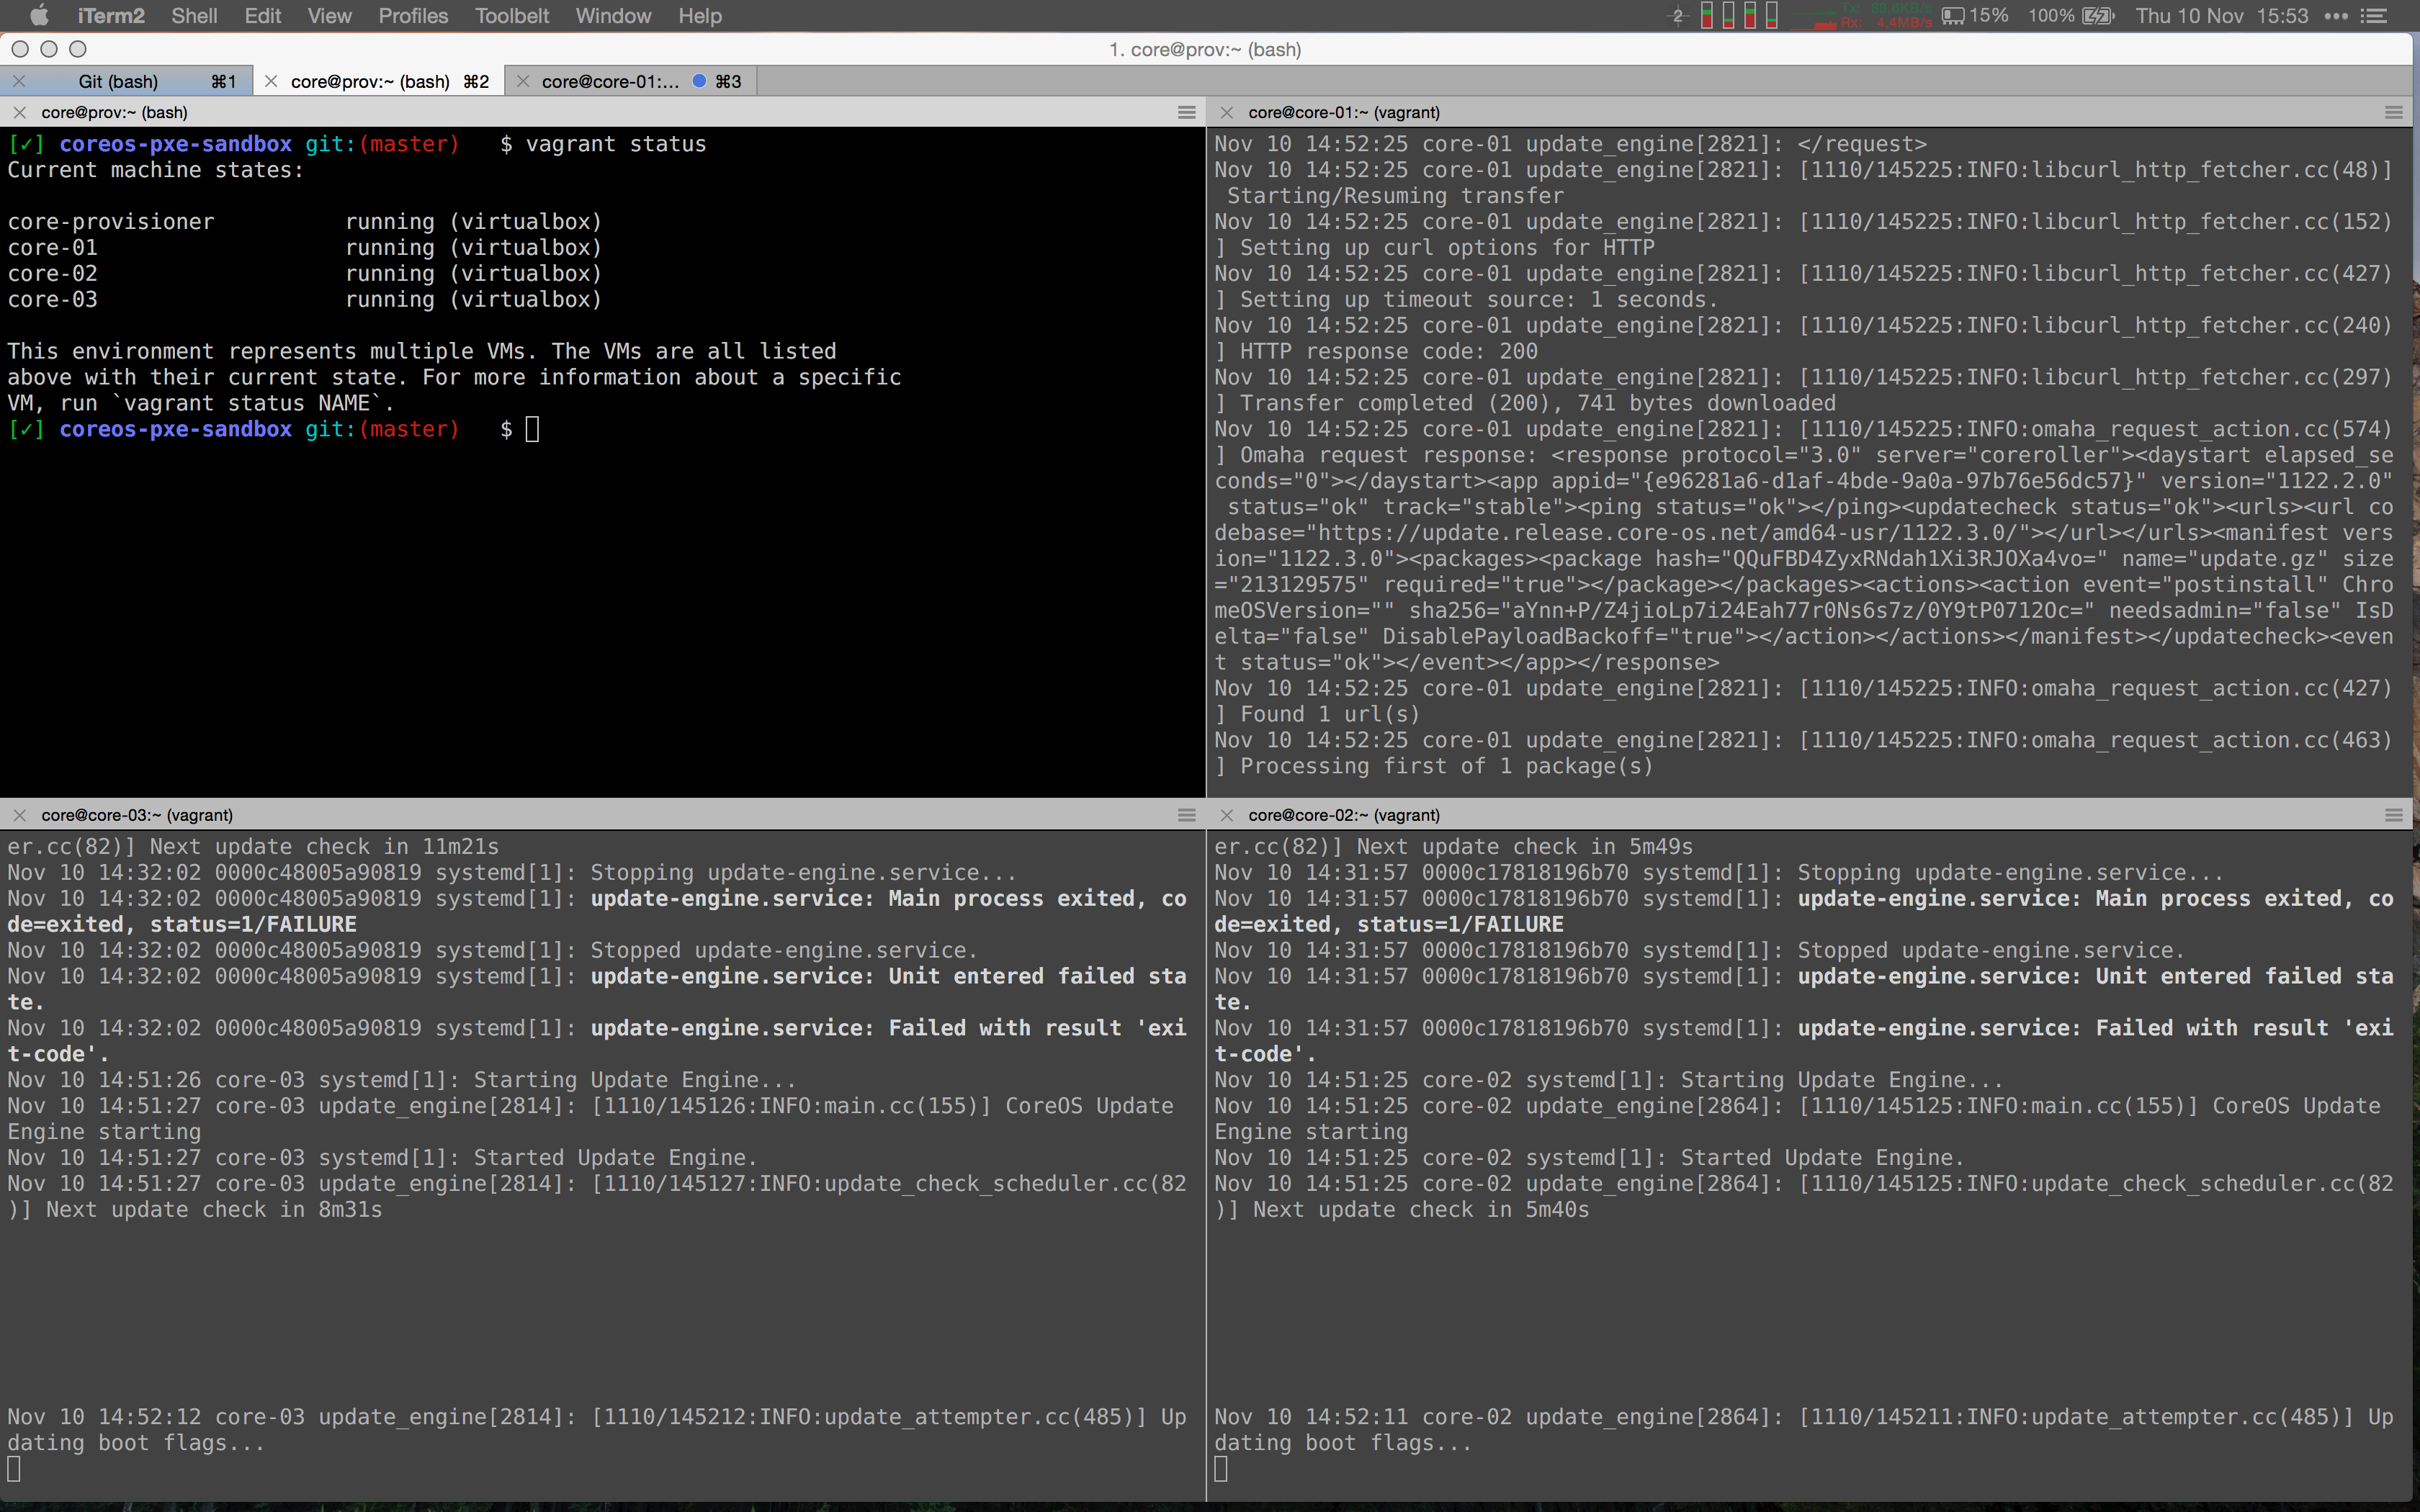 iTerm2 Shell Edit View Profiles Toolbelt Window Help
2 Tx: 88,6KB/s Rx: 4,4MB/s 15% 100% Thu 10 Nov 15:53
1. core@prov:~ (bash)
Git (bash) ⌘1 core@prov:~ (bash) ⌘2 core@core-01:... ⌘3
core@prov:~ (bash)
[✓] coreos-pxe-sandbox git:(master) $ vagrant status
Current machine states:
core-provisioner running (virtualbox)
core-01 running (virtualbox)
core-02 running (virtualbox)
core-03 running (virtualbox)
This environment represents multiple VMs. The VMs are all listed
above with their current state. For more information about a specific
VM, run `vagrant status NAME`.
[✓] coreos-pxe-sandbox git:(master) $
core@core-01:~ (vagrant)
Nov 10 14:52:25 core-01 update_engine[2821]: </request>
Nov 10 14:52:25 core-01 update_engine[2821]: [1110/145225:INFO:libcurl_http_fetcher.cc(48)]
Starting/Resuming transfer
Nov 10 14:52:25 core-01 update_engine[2821]: [1110/145225:INFO:libcurl_http_fetcher.cc(152)
] Setting up curl options for HTTP
Nov 10 14:52:25 core-01 update_engine[2821]: [1110/145225:INFO:libcurl_http_fetcher.cc(427)
] Setting up timeout source: 1 seconds.
Nov 10 14:52:25 core-01 update_engine[2821]: [1110/145225:INFO:libcurl_http_fetcher.cc(240)
] HTTP response code: 200
Nov 10 14:52:25 core-01 update_engine[2821]: [1110/145225:INFO:libcurl_http_fetcher.cc(297)
] Transfer completed (200), 741 bytes downloaded
Nov 10 14:52:25 core-01 update_engine[2821]: [1110/145225:INFO:omaha_request_action.cc(574)
] Omaha request response: <response protocol="3.0" server="coreroller"><daystart elapsed_se
conds="0"></daystart><app appid="{e96281a6-d1af-4bde-9a0a-97b76e56dc57}" version="1122.2.0"
status="ok" track="stable"><ping status="ok"></ping><updatecheck status="ok"><urls><url co
debase="https://update.release.core-os.net/amd64-usr/1122.3.0/"></url></urls><manifest vers
ion="1122.3.0"><packages><package hash="QQuFBD4ZyxRNdah1Xi3RJOXa4vo=" name="update.gz" size
="213129575" required="true"></package></packages><actions><action event="postinstall" Chro
meOSVersion="" sha256="aYnn+P/Z4jioLp7i24Eah77r0Ns6s7z/0Y9tP0712Oc=" needsadmin="false" IsD
elta="false" DisablePayloadBackoff="true"></action></actions></manifest></updatecheck><even
t status="ok"></event></app></response>
Nov 10 14:52:25 core-01 update_engine[2821]: [1110/145225:INFO:omaha_request_action.cc(427)
] Found 1 url(s)
Nov 10 14:52:25 core-01 update_engine[2821]: [1110/145225:INFO:omaha_request_action.cc(463)
] Processing first of 1 package(s)
core@core-03:~ (vagrant)
er.cc(82)] Next update check in 11m21s
Nov 10 14:32:02 0000c48005a90819 systemd[1]: Stopping update-engine.service...
Nov 10 14:32:02 0000c48005a90819 systemd[1]: update-engine.service: Main process exited, co
de=exited, status=1/FAILURE
Nov 10 14:32:02 0000c48005a90819 systemd[1]: Stopped update-engine.service.
Nov 10 14:32:02 0000c48005a90819 systemd[1]: update-engine.service: Unit entered failed sta
te.
Nov 10 14:32:02 0000c48005a90819 systemd[1]: update-engine.service: Failed with result 'exi
t-code'.
Nov 10 14:51:26 core-03 systemd[1]: Starting Update Engine...
Nov 10 14:51:27 core-03 update_engine[2814]: [1110/145126:INFO:main.cc(155)] CoreOS Update
Engine starting
Nov 10 14:51:27 core-03 systemd[1]: Started Update Engine.
Nov 10 14:51:27 core-03 update_engine[2814]: [1110/145127:INFO:update_check_scheduler.cc(82
)] Next update check in 8m31s
Nov 10 14:52:12 core-03 update_engine[2814]: [1110/145212:INFO:update_attempter.cc(485)] Up
dating boot flags...
core@core-02:~ (vagrant)
er.cc(82)] Next update check in 5m49s
Nov 10 14:31:57 0000c17818196b70 systemd[1]: Stopping update-engine.service...
Nov 10 14:31:57 0000c17818196b70 systemd[1]: update-engine.service: Main process exited, co
de=exited, status=1/FAILURE
Nov 10 14:31:57 0000c17818196b70 systemd[1]: Stopped update-engine.service.
Nov 10 14:31:57 0000c17818196b70 systemd[1]: update-engine.service: Unit entered failed sta
te.
Nov 10 14:31:57 0000c17818196b70 systemd[1]: update-engine.service: Failed with result 'exi
t-code'.
Nov 10 14:51:25 core-02 systemd[1]: Starting Update Engine...
Nov 10 14:51:25 core-02 update_engine[2864]: [1110/145125:INFO:main.cc(155)] CoreOS Update
Engine starting
Nov 10 14:51:25 core-02 systemd[1]: Started Update Engine.
Nov 10 14:51:25 core-02 update_engine[2864]: [1110/145125:INFO:update_check_scheduler.cc(82
)] Next update check in 5m40s
Nov 10 14:52:11 core-02 update_engine[2864]: [1110/145211:INFO:update_attempter.cc(485)] Up
dating boot flags...